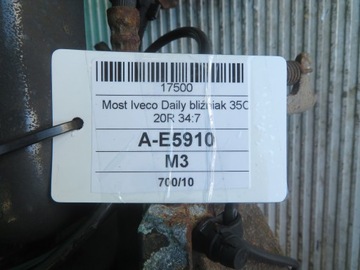 17500
Most Iveco Daily bliźniak 35C
20R 34:7
A-E5910
M3
700/10